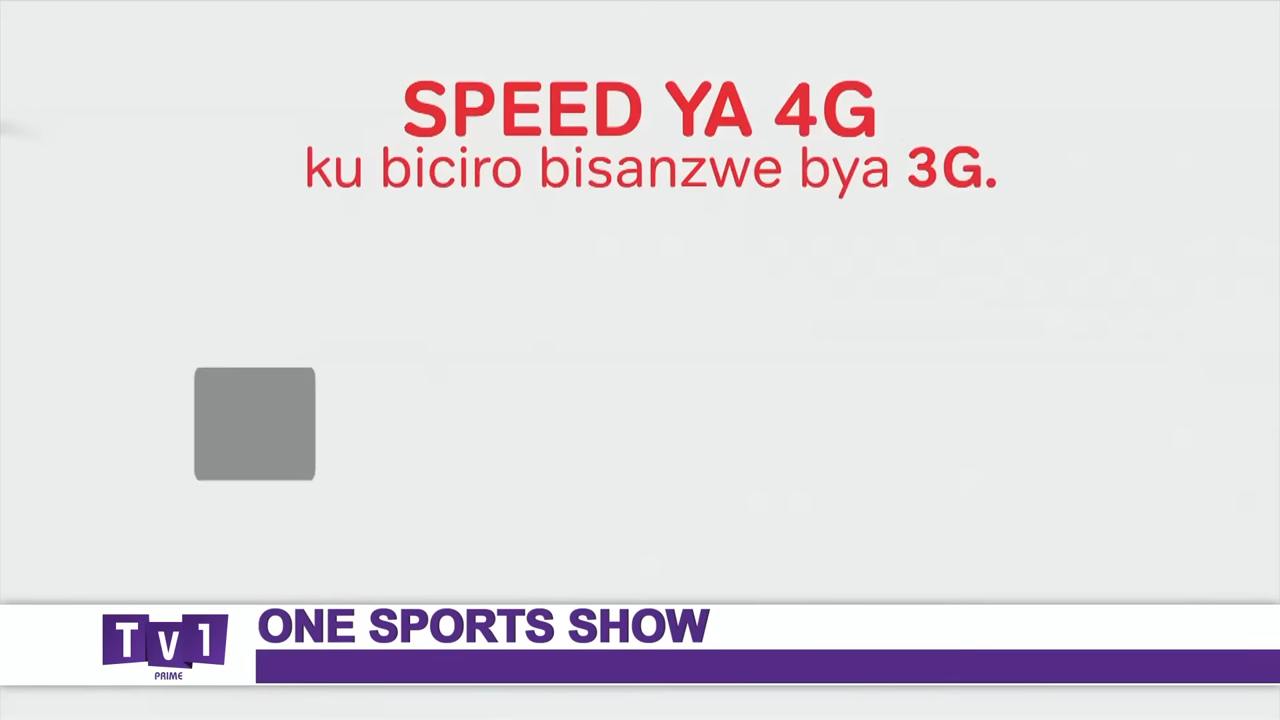 SPEED YA 4G
ku biciro bisanzwe bya 3G.
TV1
PRIME
ONE SPORTS SHOW